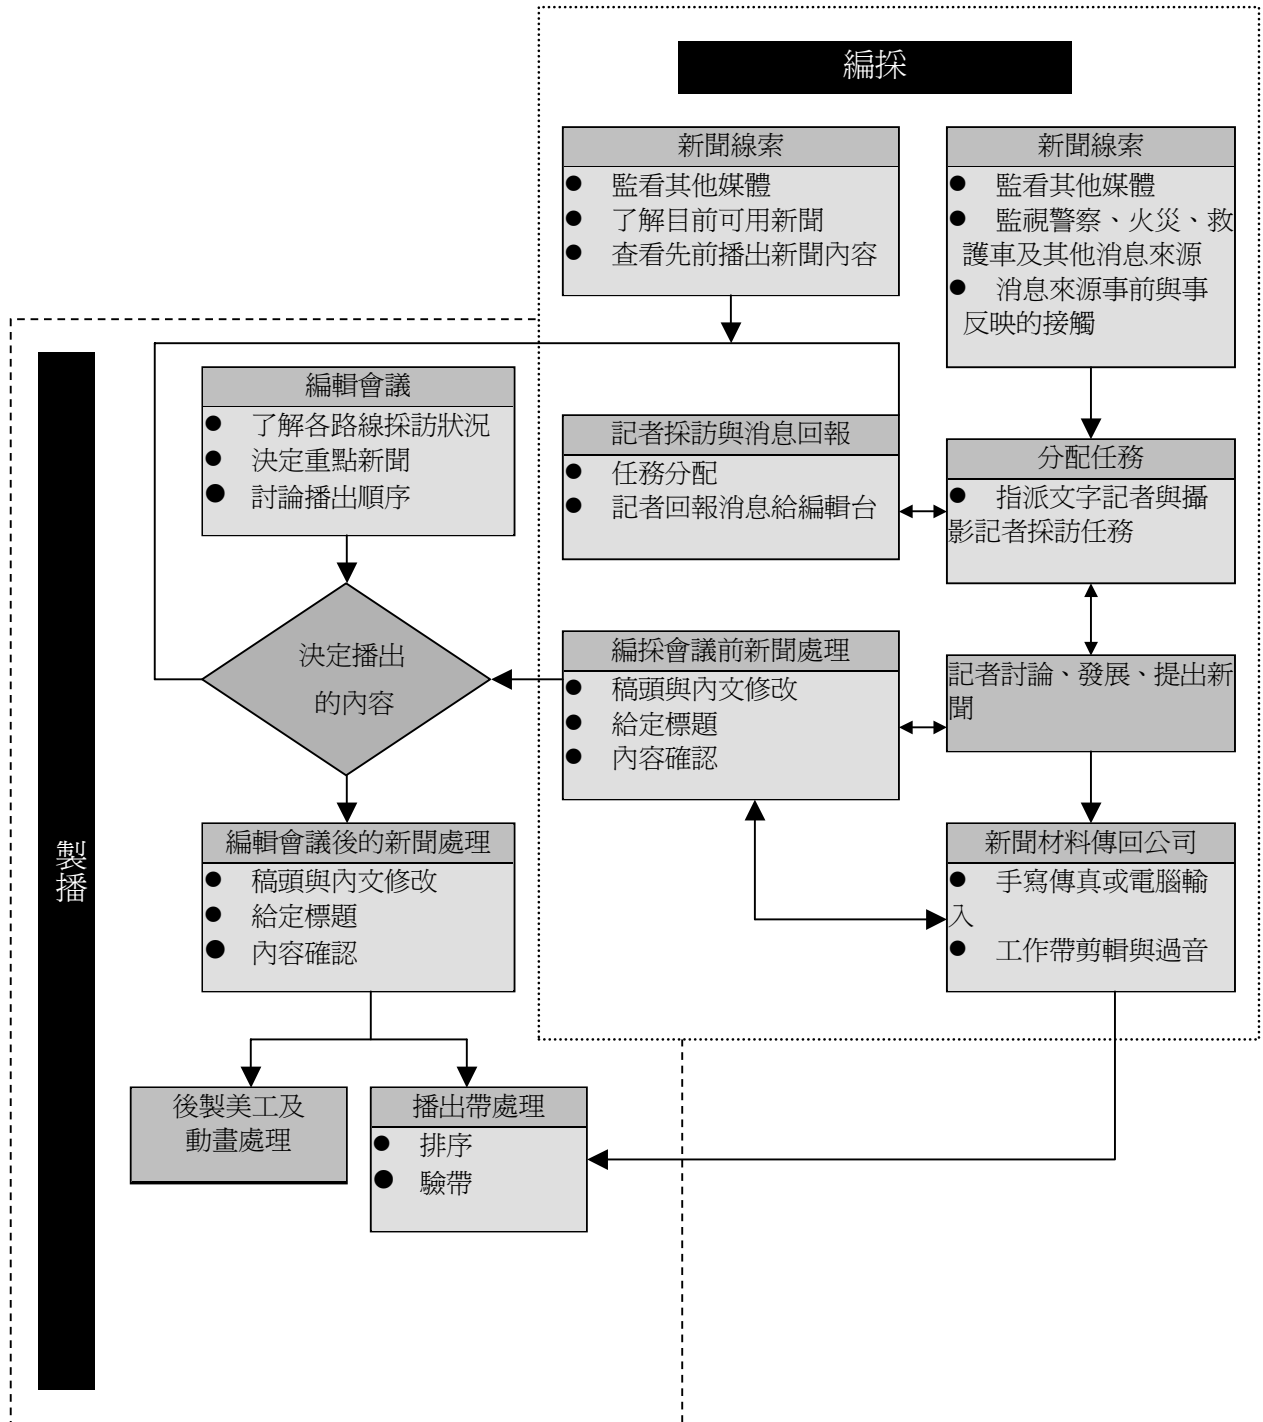 編採
新聞線索
● 監看其他媒體
● 了解目前可用新聞
● 查看先前播出新聞內容
新聞線索
● 監看其他媒體
● 監視警察、火災、救
護車及其他消息來源
● 消息來源事前與事
反映的接觸
製播
編輯會議
● 了解各路線採訪狀況
● 決定重點新聞
● 討論播出順序
記者採訪與消息回報
● 任務分配
● 記者回報消息給編輯台
分配任務
● 指派文字記者與攝
影記者採訪任務
決定播出
的內容
編採會議前新聞處理
● 稿頭與內文修改
● 給定標題
● 內容確認
記者討論、發展、提出新
聞
編輯會議後的新聞處理
● 稿頭與內文修改
● 給定標題
● 內容確認
新聞材料傳回公司
● 手寫傳真或電腦輸
入
● 工作帶剪輯與過音
後製美工及
動畫處理
播出帶處理
● 排序
● 驗帶